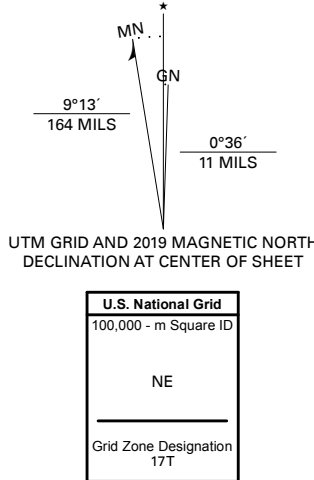 ★
MN
GN
9°13´
164 MILS
0°36´
11 MILS
UTM GRID AND 2019 MAGNETIC NORTH
DECLINATION AT CENTER OF SHEET
U.S. National Grid
100,000 - m Square ID
NE
Grid Zone Designation
17T